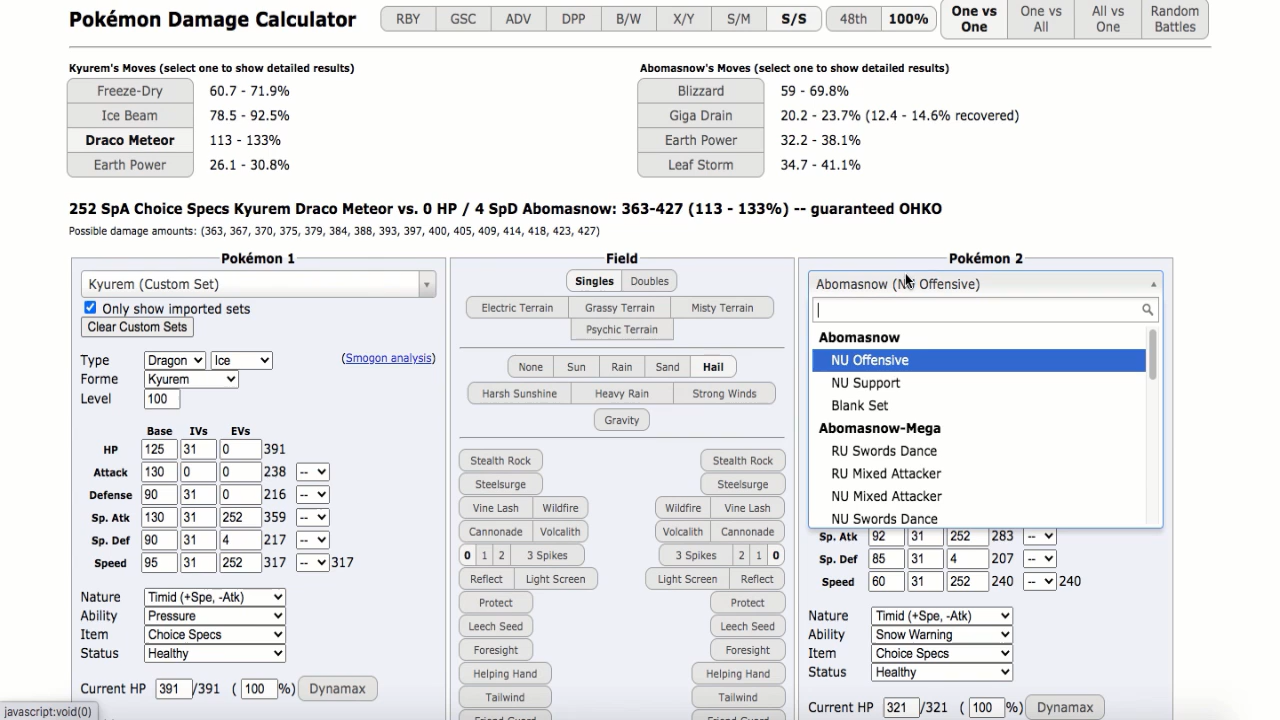 Pokémon Damage Calculator
RBY GSC ADV DPP B/W X/Y S/M S/S 48th 100% One vs One One vs All All vs One Random Battles
Kyurem's Moves (select one to show detailed results)
Freeze-Dry 60.7 - 71.9%
Ice Beam 78.5 - 92.5%
Draco Meteor 113 - 133%
Earth Power 26.1 - 30.8%
Abomasnow's Moves (select one to show detailed results)
Blizzard 59 - 69.8%
Giga Drain 20.2 - 23.7% (12.4 - 14.6% recovered)
Earth Power 32.2 - 38.1%
Leaf Storm 34.7 - 41.1%
252 SpA Choice Specs Kyurem Draco Meteor vs. 0 HP / 4 SpD Abomasnow: 363-427 (113 - 133%) -- guaranteed OHKO
Possible damage amounts: (363, 367, 370, 375, 379, 384, 388, 393, 397, 400, 405, 409, 414, 418, 423, 427)
Pokémon 1
Kyurem (Custom Set)
Only show imported sets
Clear Custom Sets
Type Dragon Ice (Smogon analysis)
Forme Kyurem
Level 100
Base IVs EVs
HP 125 31 0 391
Attack 130 0 0 238 --
Defense 90 31 0 216 --
Sp. Atk 130 31 252 359 --
Sp. Def 90 31 4 217 --
Speed 95 31 252 317 -- 317
Nature Timid (+Spe, -Atk)
Ability Pressure
Item Choice Specs
Status Healthy
Current HP 391 /391 ( 100 %) Dynamax
javascript:void(0)
Field
Singles Doubles
Electric Terrain Grassy Terrain Misty Terrain
Psychic Terrain
None Sun Rain Sand Hail
Harsh Sunshine Heavy Rain Strong Winds
Gravity
Stealth Rock Stealth Rock
Steelsurge Steelsurge
Vine Lash Wildfire Wildfire Vine Lash
Cannonade Volcalith Volcalith Cannonade
0 1 2 3 Spikes 3 Spikes 2 1 0
Reflect Light Screen Light Screen Reflect
Protect Protect
Leech Seed Leech Seed
Foresight Foresight
Helping Hand Helping Hand
Tailwind Tailwind
Friend Guard Friend Guard
Pokémon 2
Abomasnow (NU Offensive)
Abomasnow
NU Offensive
NU Support
Blank Set
Abomasnow-Mega
RU Swords Dance
RU Mixed Attacker
NU Mixed Attacker
NU Swords Dance
Sp. Atk 92 31 252 283 --
Sp. Def 85 31 4 207 --
Speed 60 31 252 240 -- 240
Nature Timid (+Spe, -Atk)
Ability Snow Warning
Item Choice Specs
Status Healthy
Current HP 321 /321 ( 100 %) Dynamax